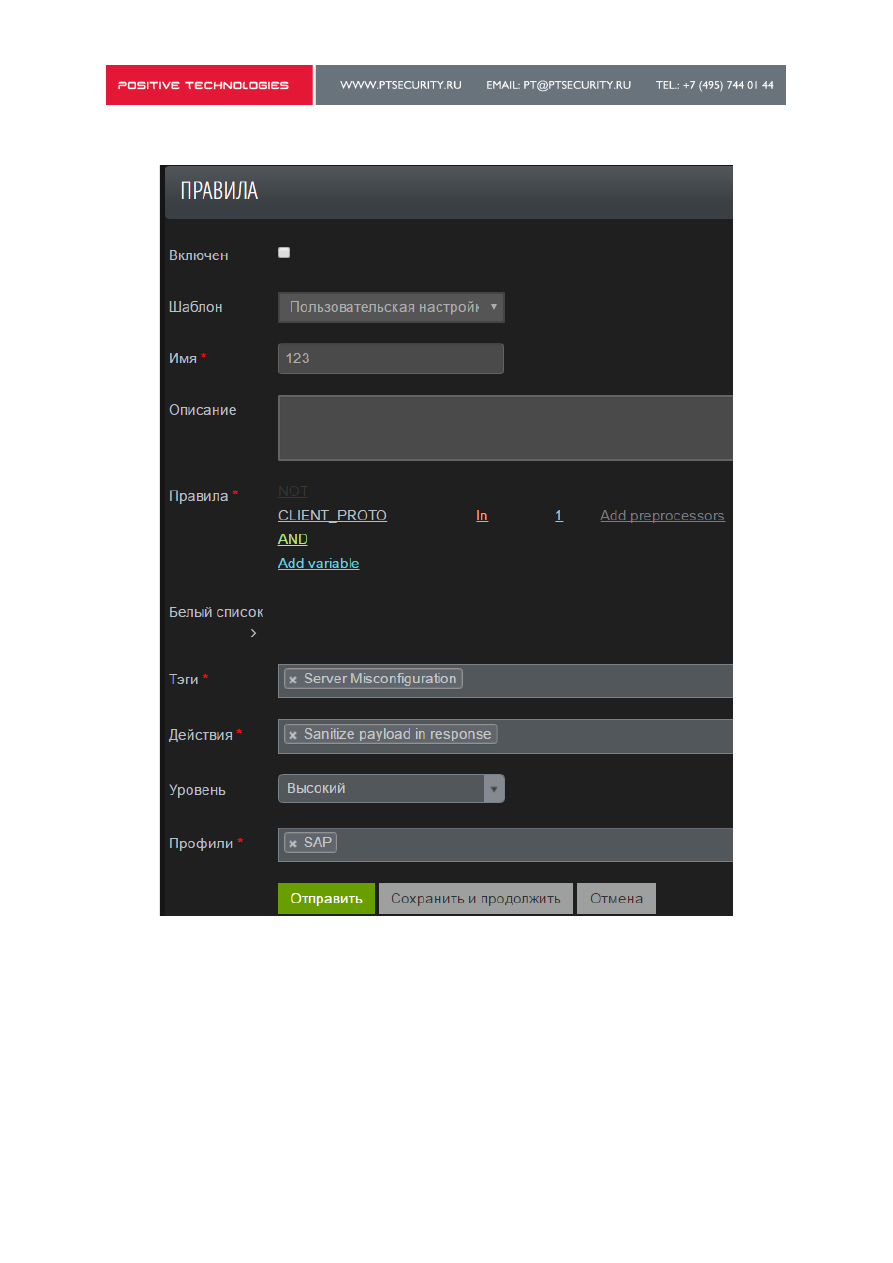 POSITIVE TECHNOLOGIES WWW.PTSECURITY.RU EMAIL: PT@PTSECURITY.RU TEL.: +7 (495) 744 01 44
ПРАВИЛА
Включен
Шаблон Пользовательская настройк
Имя * 123
Описание
Правила * NOT
CLIENT_PROTO In 1 Add preprocessors
AND
Add variable
Белый список
>
Тэги * × Server Misconfiguration
Действия * × Sanitize payload in response
Уровень Высокий
Профили * × SAP
Отправить Сохранить и продолжить Отмена